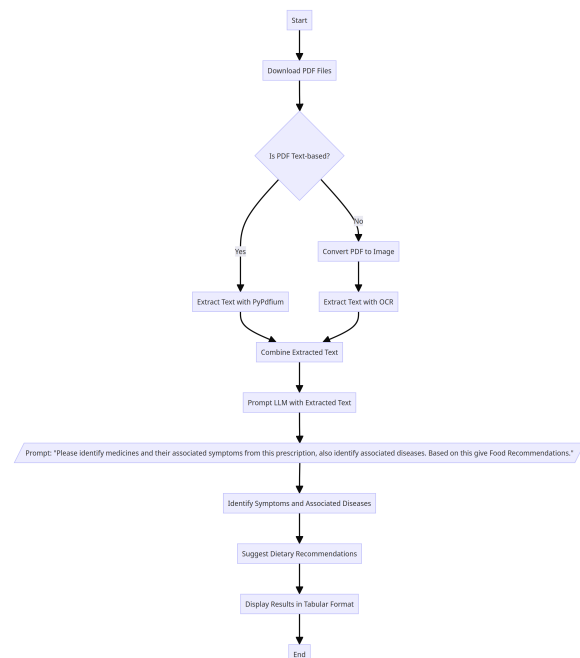 Start
Download PDF Files
Is PDF Text-based?
No
Yes
Convert PDF to Image
Extract Text with PyPdfium
Extract Text with OCR
Combine Extracted Text
Prompt LLM with Extracted Text
Prompt: "Please identify medicines and their associated symptoms from this prescription, also identify associated diseases. Based on this give Food Recommendations."
Identify Symptoms and Associated Diseases
Suggest Dietary Recommendations
Display Results in Tabular Format
End